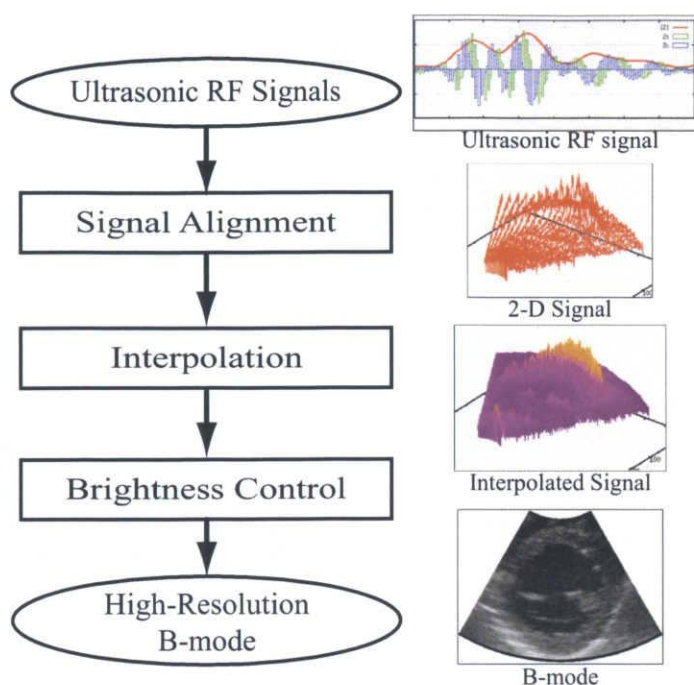 Ultrasonic RF Signals
Signal Alignment
Interpolation
Brightness Control
High-Resolution
B-mode
Ultrasonic RF signal
2-D Signal
Interpolated Signal
B-mode